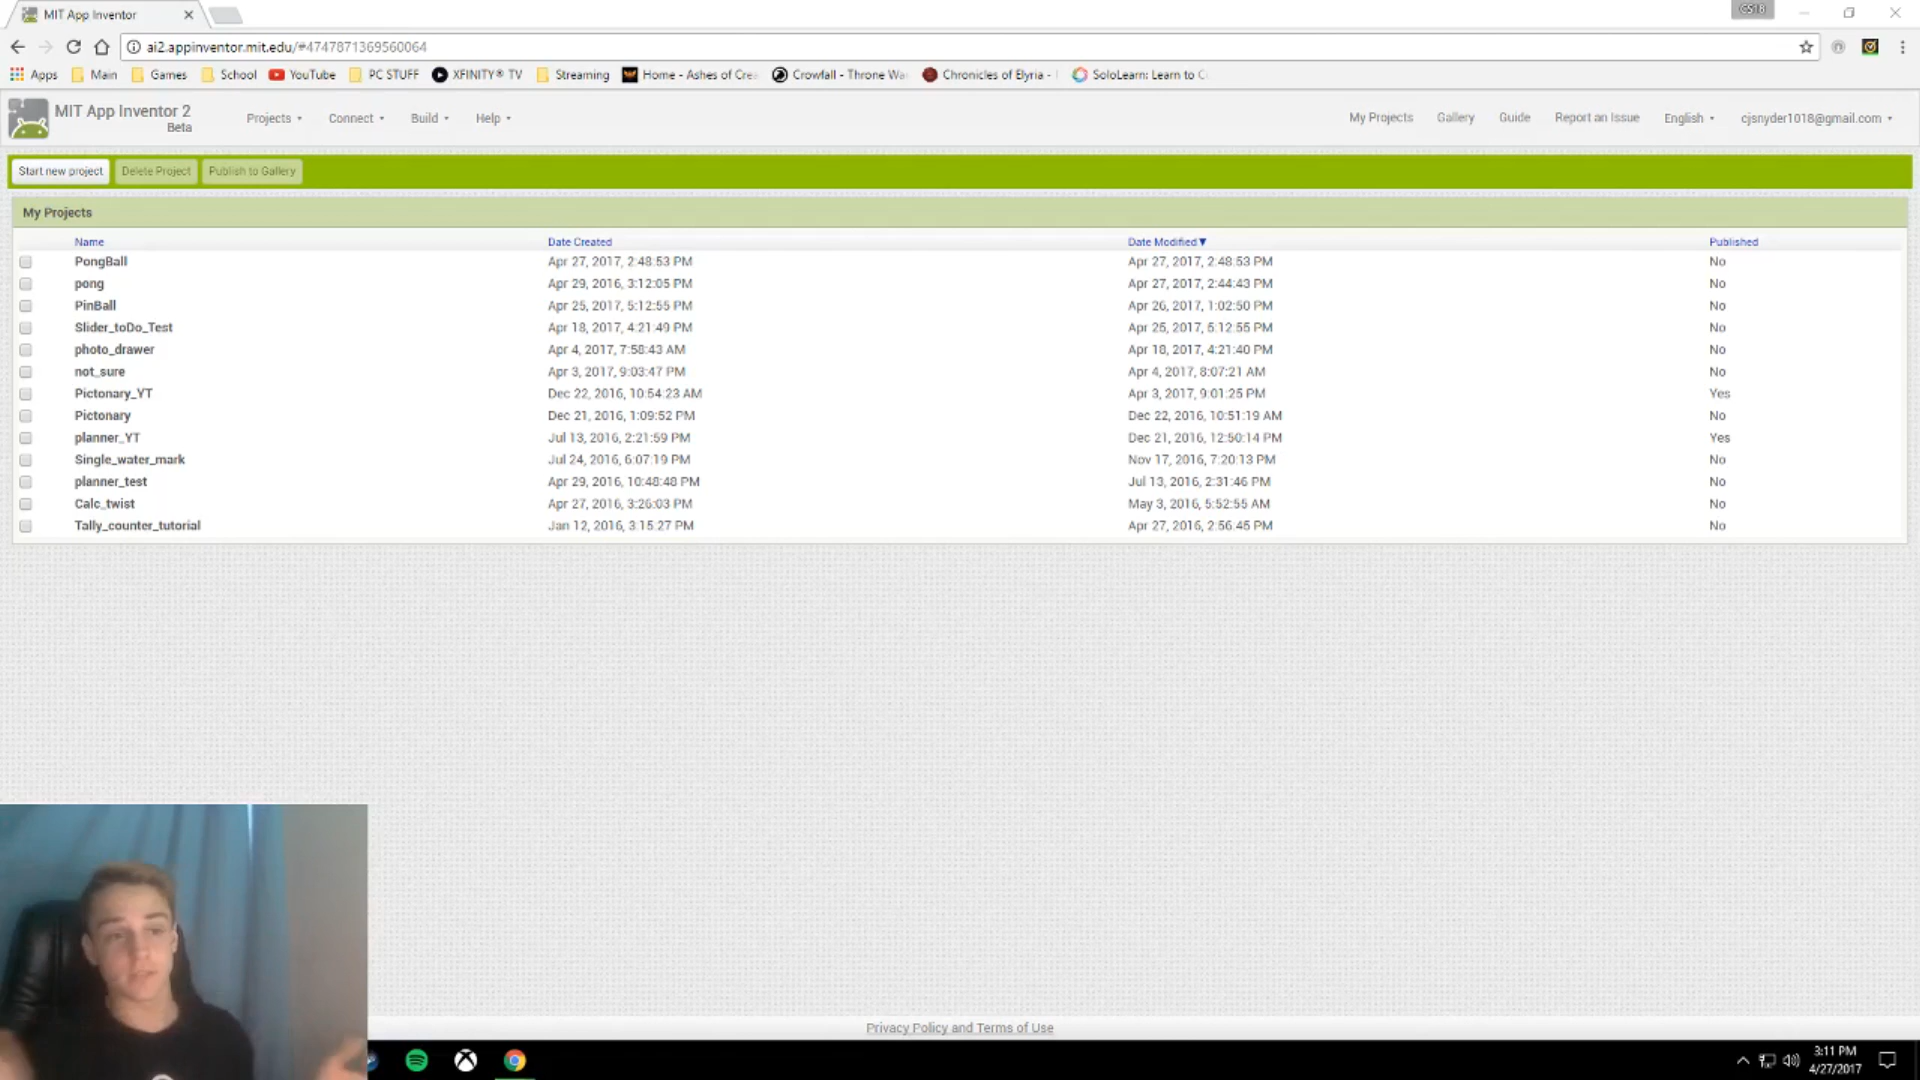 MIT App Inventor
CS18
ai2.appinventor.mit.edu/#4747871369560064
Apps Main Games School YouTube PC STUFF XFINITY® TV Streaming Home - Ashes of Cre Crowfall - Throne Wa Chronicles of Elyria - SoloLearn: Learn to C
MIT App Inventor 2
Beta
Projects Connect Build Help My Projects Gallery Guide Report an Issue English cjsnyder1018@gmail.com
Start new project Delete Project Publish to Gallery
My Projects
Name Date Created Date Modified Published
PongBall Apr 27, 2017, 2:48:53 PM Apr 27, 2017, 2:48:53 PM No
pong Apr 29, 2016, 3:12:05 PM Apr 27, 2017, 2:44:43 PM No
PinBall Apr 25, 2017, 5:12:55 PM Apr 26, 2017, 1:02:50 PM No
Slider_toDo_Test Apr 18, 2017, 4:21:49 PM Apr 25, 2017, 5:12:55 PM No
photo_drawer Apr 4, 2017, 7:58:43 AM Apr 18, 2017, 4:21:40 PM No
not_sure Apr 3, 2017, 9:03:47 PM Apr 4, 2017, 8:07:21 AM No
Pictonary_YT Dec 22, 2016, 10:54:23 AM Apr 3, 2017, 9:01:25 PM Yes
Pictonary Dec 21, 2016, 1:09:52 PM Dec 22, 2016, 10:51:19 AM No
planner_YT Jul 13, 2016, 2:21:59 PM Dec 21, 2016, 12:50:14 PM Yes
Single_water_mark Jul 24, 2016, 6:07:19 PM Nov 17, 2016, 7:20:13 PM No
planner_test Apr 29, 2016, 10:48:48 PM Jul 13, 2016, 2:31:46 PM No
Calc_twist Apr 27, 2016, 3:26:03 PM May 3, 2016, 5:52:55 AM No
Tally_counter_tutorial Jan 12, 2016, 3:15:27 PM Apr 27, 2016, 2:56:45 PM No
Privacy Policy and Terms of Use
3:11 PM
4/27/2017